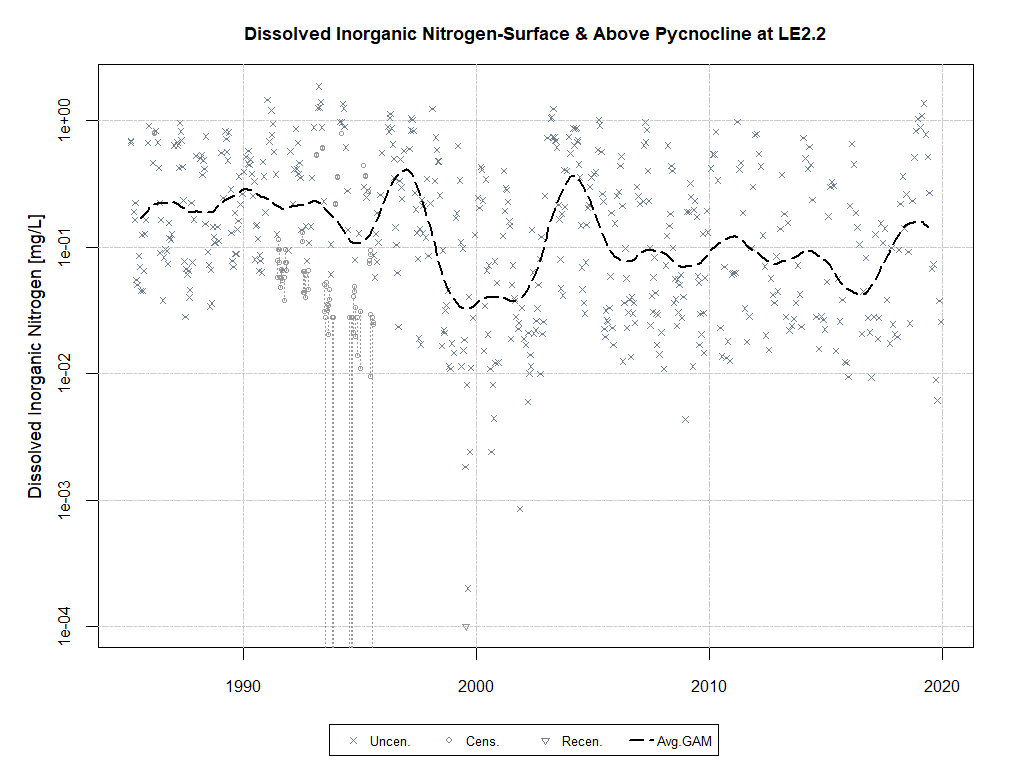 Dissolved Inorganic Nitrogen-Surface & Above Pycnocline at LE2.2
Dissolved Inorganic Nitrogen [mg/L]
1e+00
1e-01
1e-02
1e-03
1e-04
1990
2000
2010
2020
Uncen.
Cens.
Recen.
Avg.GAM